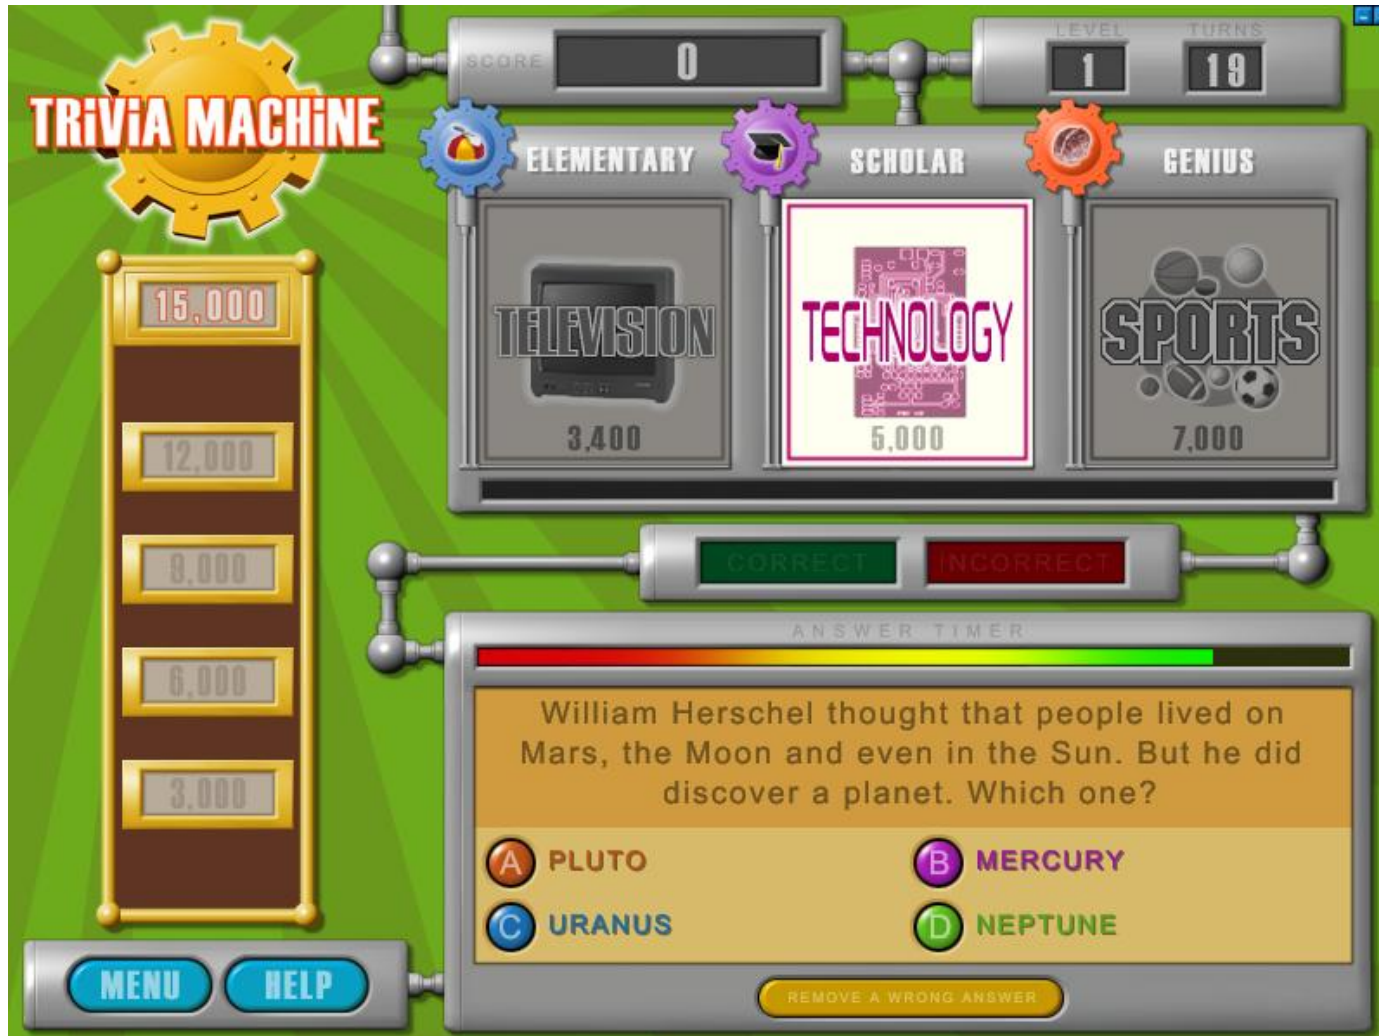 TRiViA MACHiNE
SCORE
0
LEVEL
1
TURNS
19
ELEMENTARY
SCHOLAR
GENIUS
TELEVISION
3,400
TECHNOLOGY
5,000
SPORTS
7,000
15,000
12,000
9,000
6,000
3,000
CORRECT
INCORRECT
ANSWER TIMER
William Herschel thought that people lived on
Mars, the Moon and even in the Sun. But he did
discover a planet. Which one?
A PLUTO
B MERCURY
C URANUS
D NEPTUNE
REMOVE A WRONG ANSWER
MENU
HELP